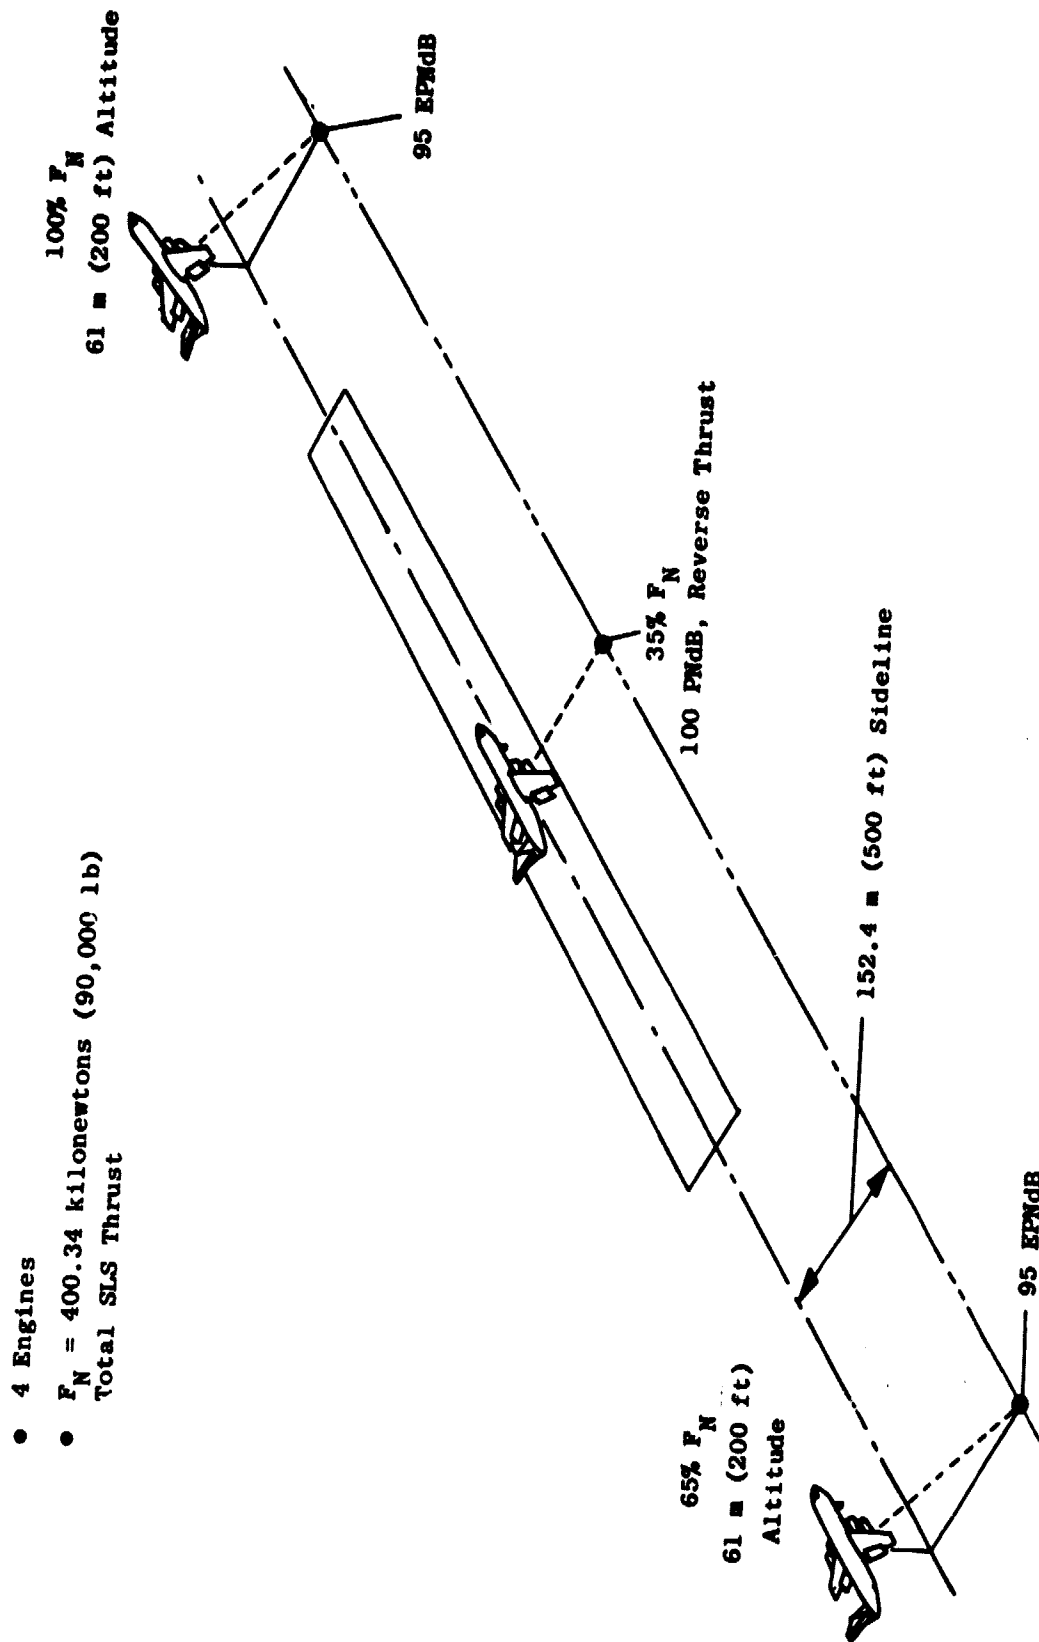 ● 4 Engines
● F_N = 400.34 kilonewtons (90,000 lb)
Total SLS Thrust
100% F_N
61 m (200 ft) Altitude
95 EPNdB
35% F_N
100 PNdB, Reverse Thrust
152.4 m (500 ft) Sideline
65% F_N
61 m (200 ft)
Altitude
95 EPNdB